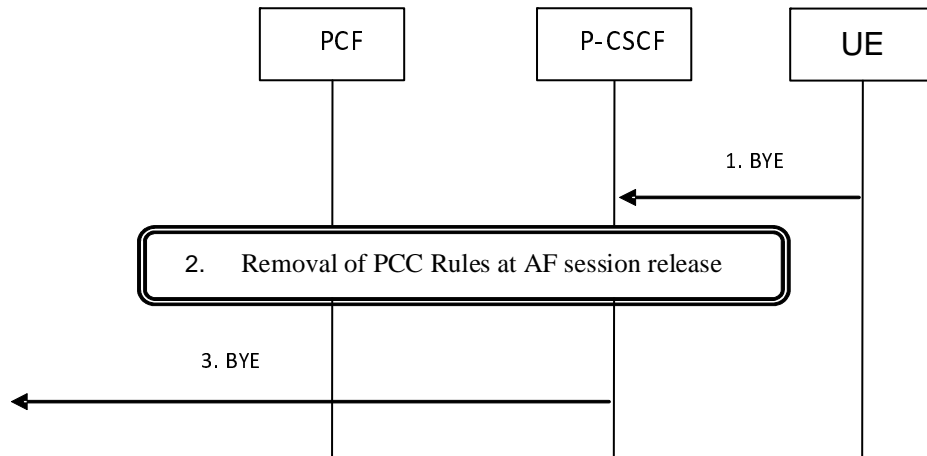 PCF
P-CSCF
UE
1. BYE
2. Removal of PCC Rules at AF session release
3. BYE